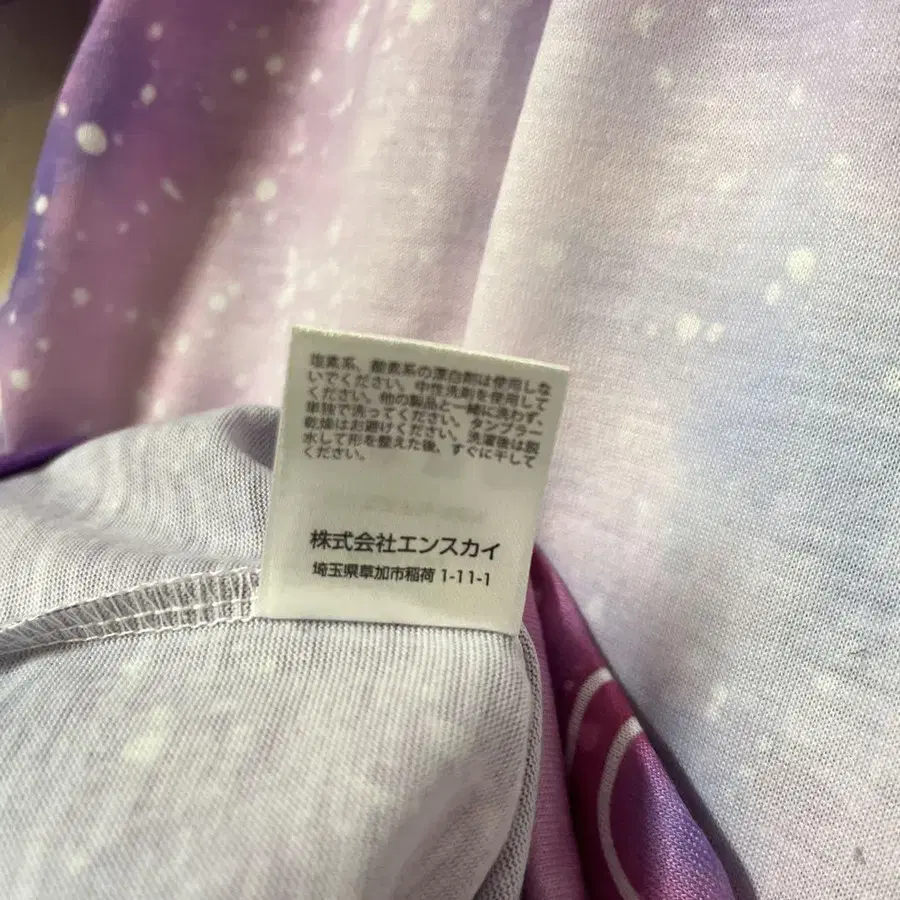 塩素系、酸素系の漂白剤は使用しな
いでください。中性洗剤を使用して
ください。他の製品と一緒に洗わず、
単独で洗ってください。タンブラー
乾燥はお避けください。洗濯後は脱
水して形を整えた後、すぐに干して
ください。
株式会社エンスカイ
埼玉県草加市稲荷 1-11-1